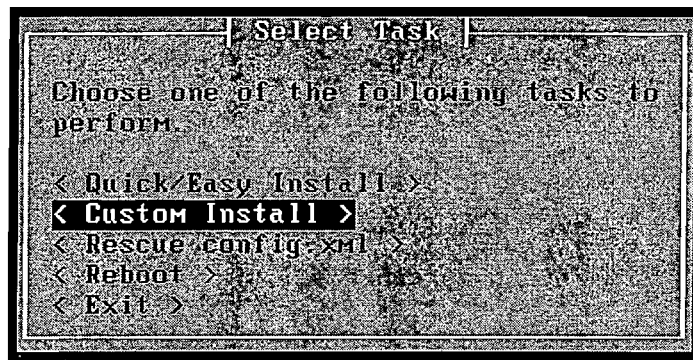 Select Task
Choose one of the following tasks to
perform.
< Quick/Easy Install >
< Custom Install >
< Rescue config.xml >
< Reboot >
< Exit >